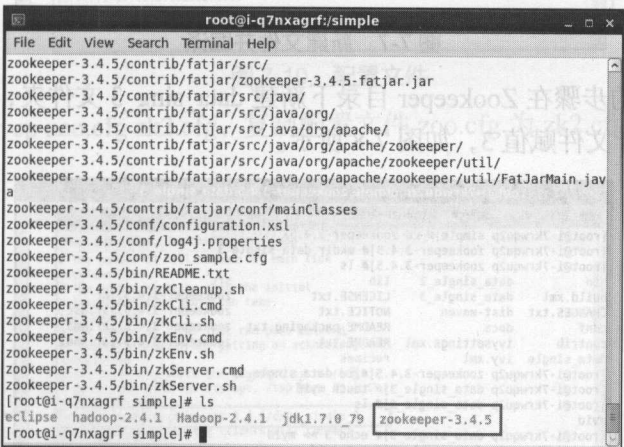 root@i-q7nxagrf:/simple
File Edit View Search Terminal Help
zookeeper-3.4.5/contrib/fatjar/src/
zookeeper-3.4.5/contrib/fatjar/zookeeper-3.4.5-fatjar.jar
zookeeper-3.4.5/contrib/fatjar/src/java/
zookeeper-3.4.5/contrib/fatjar/src/java/org/
zookeeper-3.4.5/contrib/fatjar/src/java/org/apache/
zookeeper-3.4.5/contrib/fatjar/src/java/org/apache/zookeeper/
zookeeper-3.4.5/contrib/fatjar/src/java/org/apache/zookeeper/util/
zookeeper-3.4.5/contrib/fatjar/src/java/org/apache/zookeeper/util/FatJarMain.jav
a
zookeeper-3.4.5/contrib/fatjar/conf/mainClasses
zookeeper-3.4.5/conf/configuration.xsl
zookeeper-3.4.5/conf/log4j.properties
zookeeper-3.4.5/conf/zoo_sample.cfg
zookeeper-3.4.5/bin/README.txt
zookeeper-3.4.5/bin/zkCleanup.sh
zookeeper-3.4.5/bin/zkCli.cmd
zookeeper-3.4.5/bin/zkCli.sh
zookeeper-3.4.5/bin/zkEnv.cmd
zookeeper-3.4.5/bin/zkEnv.sh
zookeeper-3.4.5/bin/zkServer.cmd
zookeeper-3.4.5/bin/zkServer.sh
[root@i-q7nxagrf simple]# ls
eclipse hadoop-2.4.1 Hadoop-2.4.1 jdk1.7.0_79 zookeeper-3.4.5
[root@i-q7nxagrf simple]#